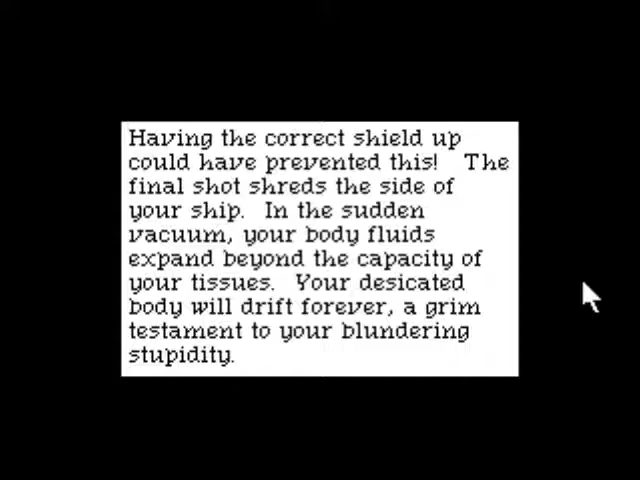 Having the correct shield up
could have prevented this!  The
final shot shreds the side of
your ship.  In the sudden
vacuum, your body fluids
expand beyond the capacity of
your tissues.  Your desicated
body will drift forever, a grim
testament to your blundering
stupidity.